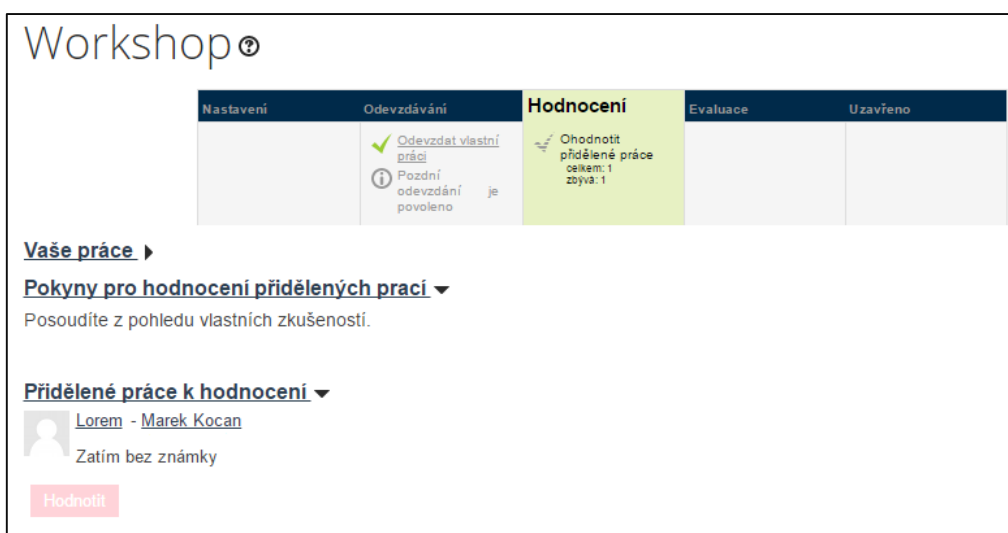 Workshop
Nastavení
Odevzdávání
Hodnocení
Evaluace
Uzavřeno
Odevzdat vlastní
práci
Pozdní
odevzdání je
povoleno
Ohodnotit
přidělené práce
celkem: 1
zbývá: 1
Vaše práce
Pokyny pro hodnocení přidělených prací
Posoudíte z pohledu vlastních zkušeností.
Přidělené práce k hodnocení
Lorem - Marek Kocan
Zatím bez známky
Hodnotit